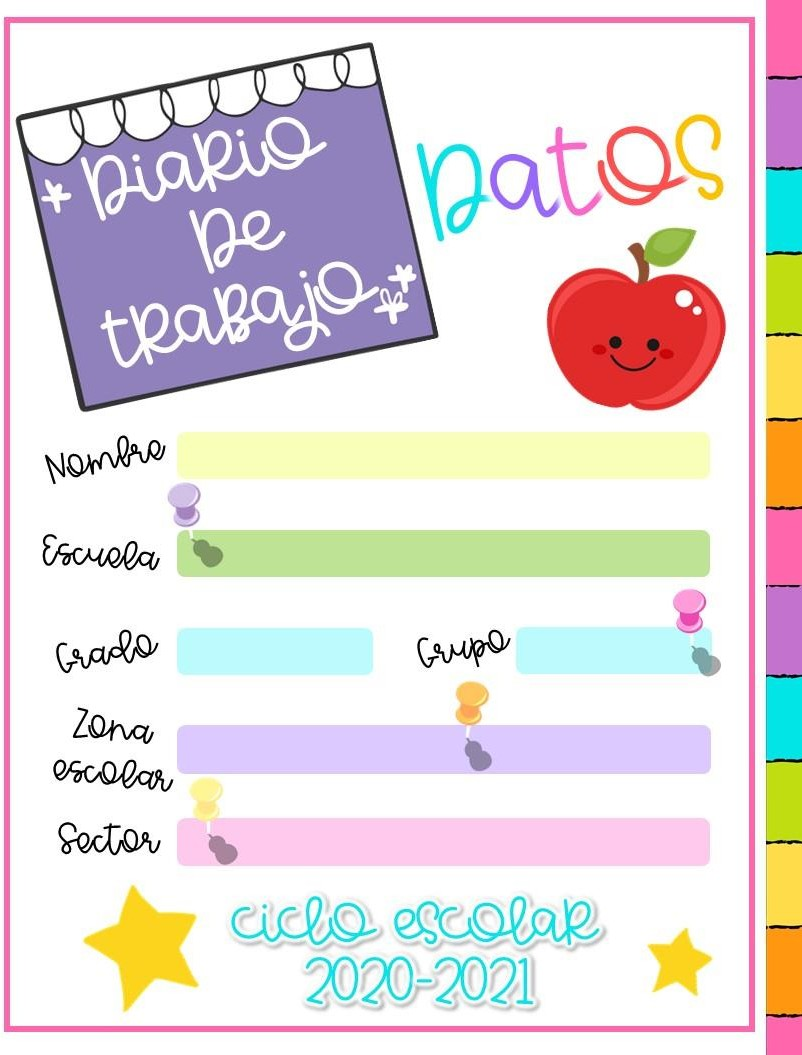 Diario
De
trabajo
Datos
Nombre
Escuela
Grado
Grupo
Zona
escolar
Sector
ciclo escolar
2020-2021